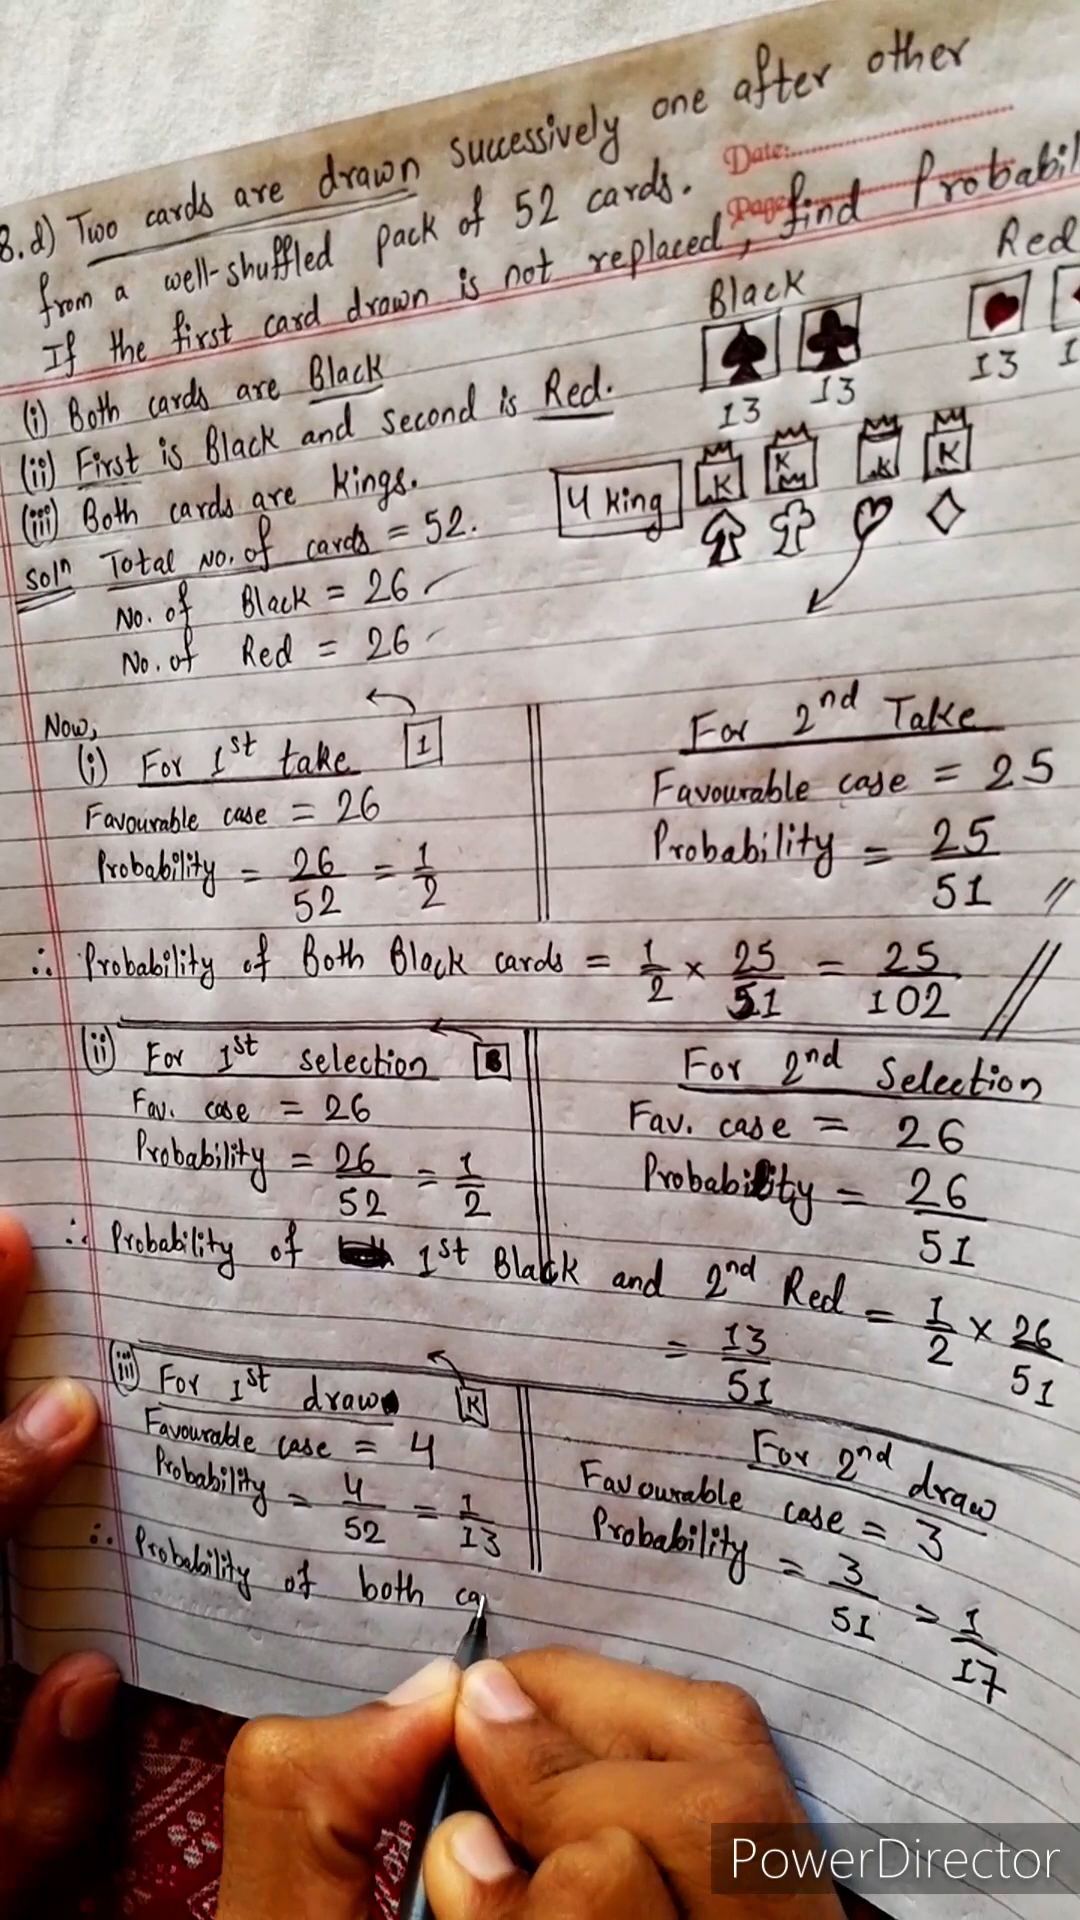 8.d) Two cards are drawn successively one after other
Date:
from a well-shuffled pack of 52 cards.
Page:
If the first card drawn is not replaced, find Probabil
(i) Both cards are Black
(ii) First is Black and second is Red.
(iii) Both cards are kings.
Black
Red
13 13
13 1
4 King
K K K K
Soln Total No. of cards = 52.
No. of Black = 26
No. of Red = 26
Now,
(i) For 1st take
1
Favourable case = 26
Probability = 26/52 = 1/2
For 2nd Take
Favourable case = 25
Probability = 25/51 //
∴ Probability of Both Black cards = 1/2 × 25/51 = 25/102 //
(ii) For 1st selection
B
Fav. case = 26
Probability = 26/52 = 1/2
For 2nd Selection
Fav. case = 26
Probability = 26/51
∴ Probability of 1st Black and 2nd Red = 1/2 × 26/51
= 13/51
(iii) For 1st draw
K
Favourable case = 4
Probability = 4/52 = 1/13
For 2nd draw
Favourable case = 3
Probability = 3/51 = 1/17
∴ Probability of both ca
PowerDirector